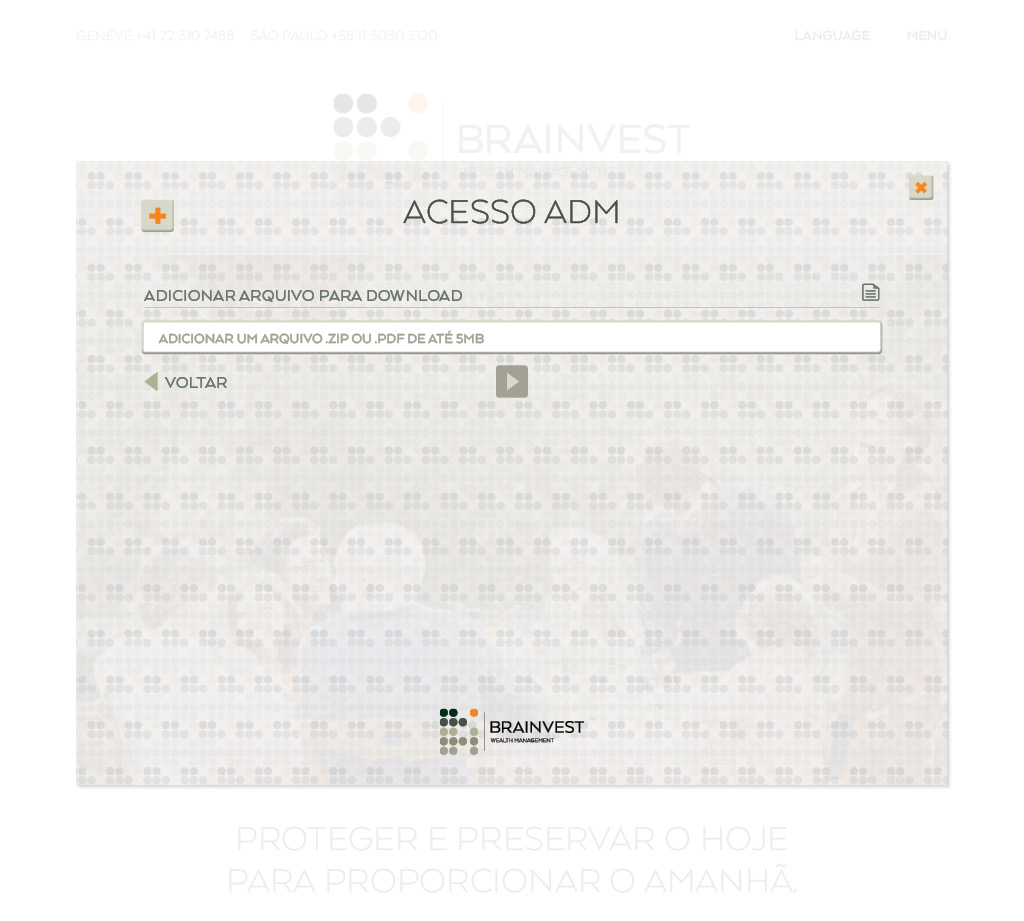 GENÈVE +41 22 310 7488 SÃO PAULO +55 11 3030 3120
LANGUAGE MENU
BRAINVEST
WEALTH MANAGEMENT
ACESSO ADM
ADICIONAR ARQUIVO PARA DOWNLOAD
ADICIONAR UM ARQUIVO .ZIP OU .PDF DE ATÉ 5MB
VOLTAR
BRAINVEST
WEALTH MANAGEMENT
PROTEGER E PRESERVAR O HOJE
PARA PROPORCIONAR O AMANHÃ.